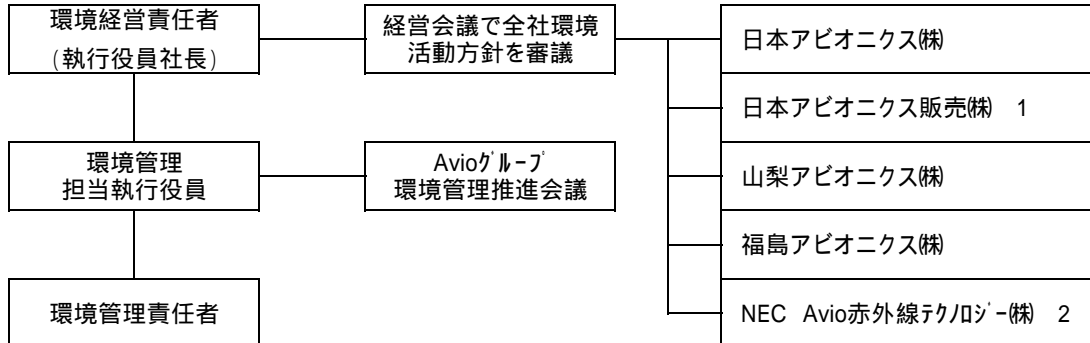 環境経営責任者
(執行役員社長)
経営会議で全社環境
活動方針を審議
日本アビオニクス㈱
日本アビオニクス販売㈱ 1
環境管理
担当執行役員
Avioｸﾞﾙｰﾌﾟ
環境管理推進会議
山梨アビオニクス㈱
福島アビオニクス㈱
環境管理責任者
NEC Avio赤外線ﾃｸﾉﾛｼﾞｰ㈱ 2